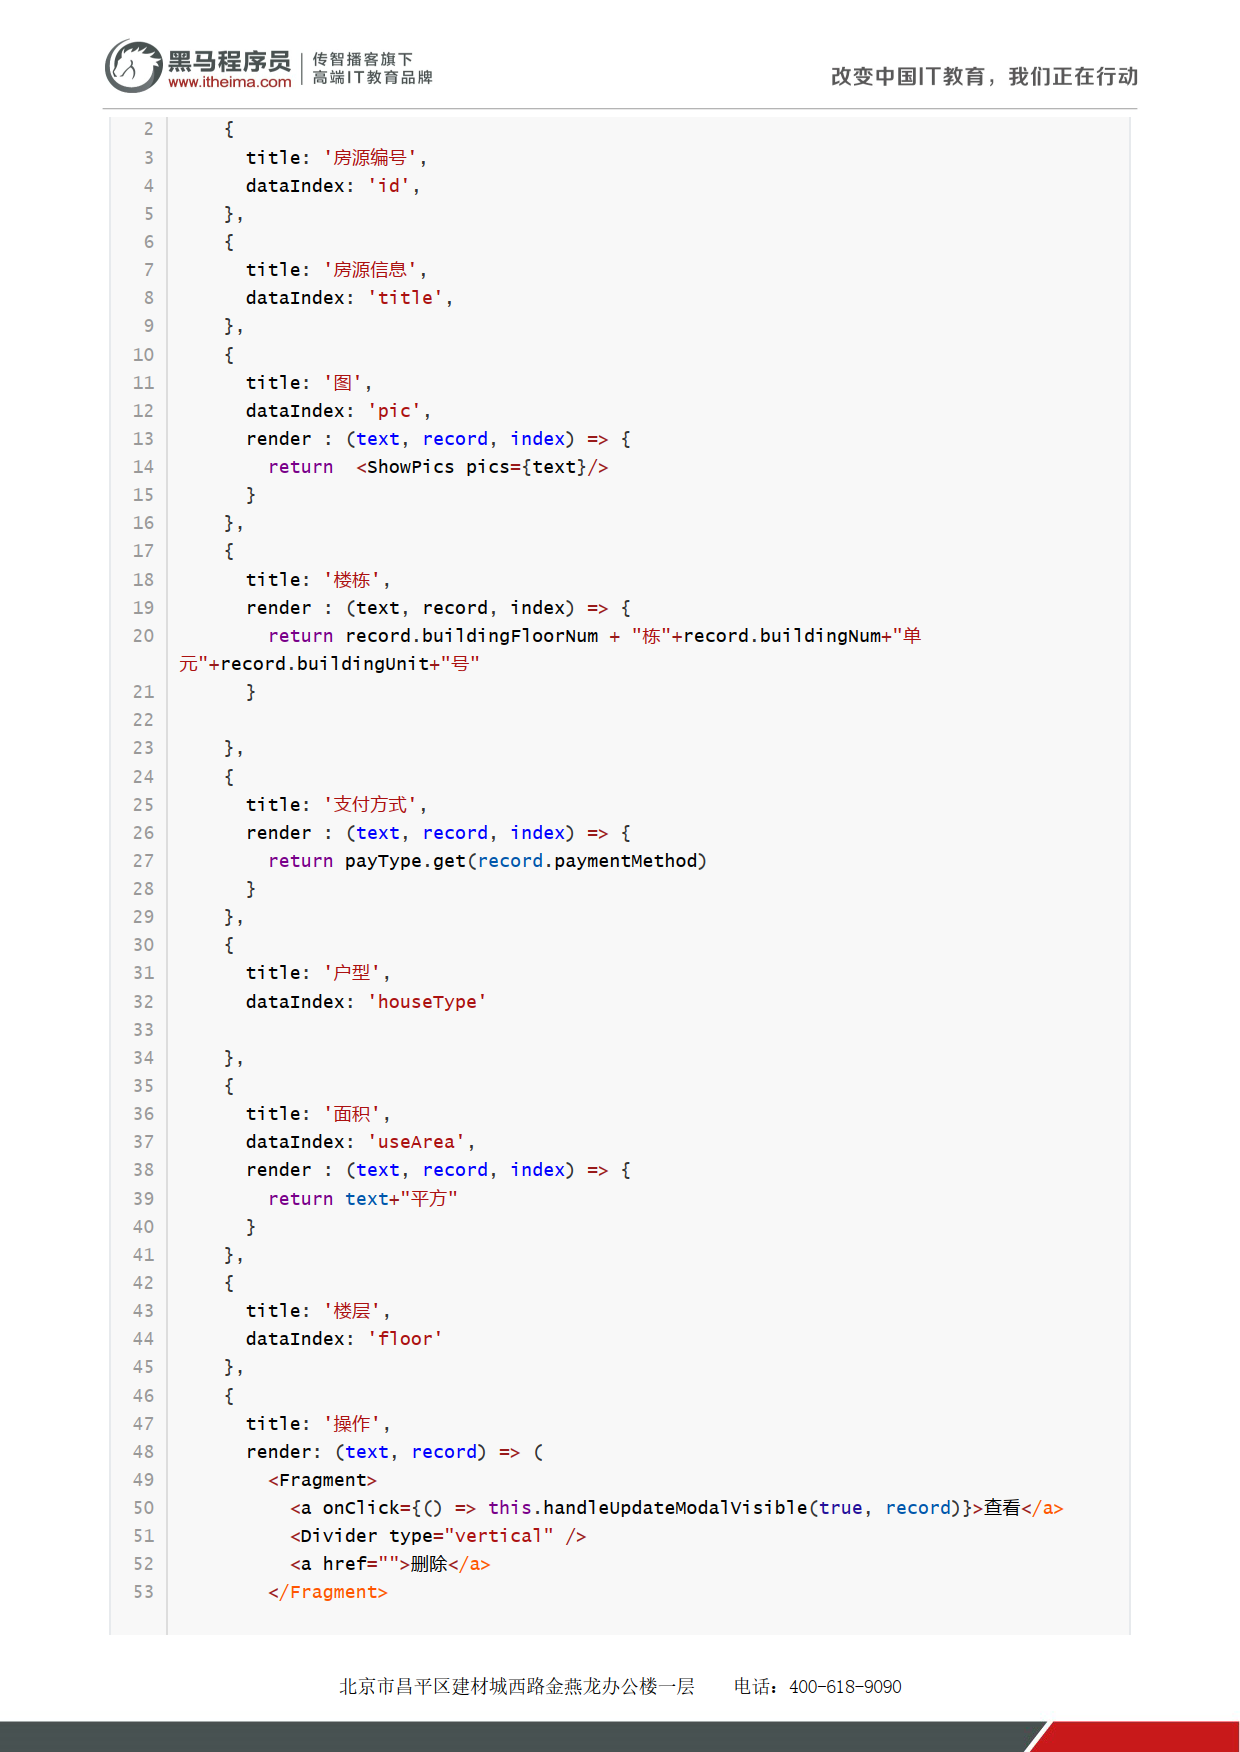 黑马程序员
www.itheima.com
传智播客旗下
高端IT教育品牌
改变中国IT教育，我们正在行动
2     {
3       title: '房源编号',
4       dataIndex: 'id',
5     },
6     {
7       title: '房源信息',
8       dataIndex: 'title',
9     },
10     {
11       title: '图',
12       dataIndex: 'pic',
13       render : (text, record, index) => {
14         return  <ShowPics pics={text}/>
15       }
16     },
17     {
18       title: '楼栋',
19       render : (text, record, index) => {
20         return record.buildingFloorNum + "栋"+record.buildingNum+"单
元"+record.buildingUnit+"号"
21       }
22
23     },
24     {
25       title: '支付方式',
26       render : (text, record, index) => {
27         return payType.get(record.paymentMethod)
28       }
29     },
30     {
31       title: '户型',
32       dataIndex: 'houseType'
33
34     },
35     {
36       title: '面积',
37       dataIndex: 'useArea',
38       render : (text, record, index) => {
39         return text+"平方"
40       }
41     },
42     {
43       title: '楼层',
44       dataIndex: 'floor'
45     },
46     {
47       title: '操作',
48       render: (text, record) => (
49         <Fragment>
50           <a onClick={() => this.handleUpdateModalVisible(true, record)}>查看</a>
51           <Divider type="vertical" />
52           <a href="">删除</a>
53         </Fragment>
北京市昌平区建材城西路金燕龙办公楼一层    电话：400-618-9090